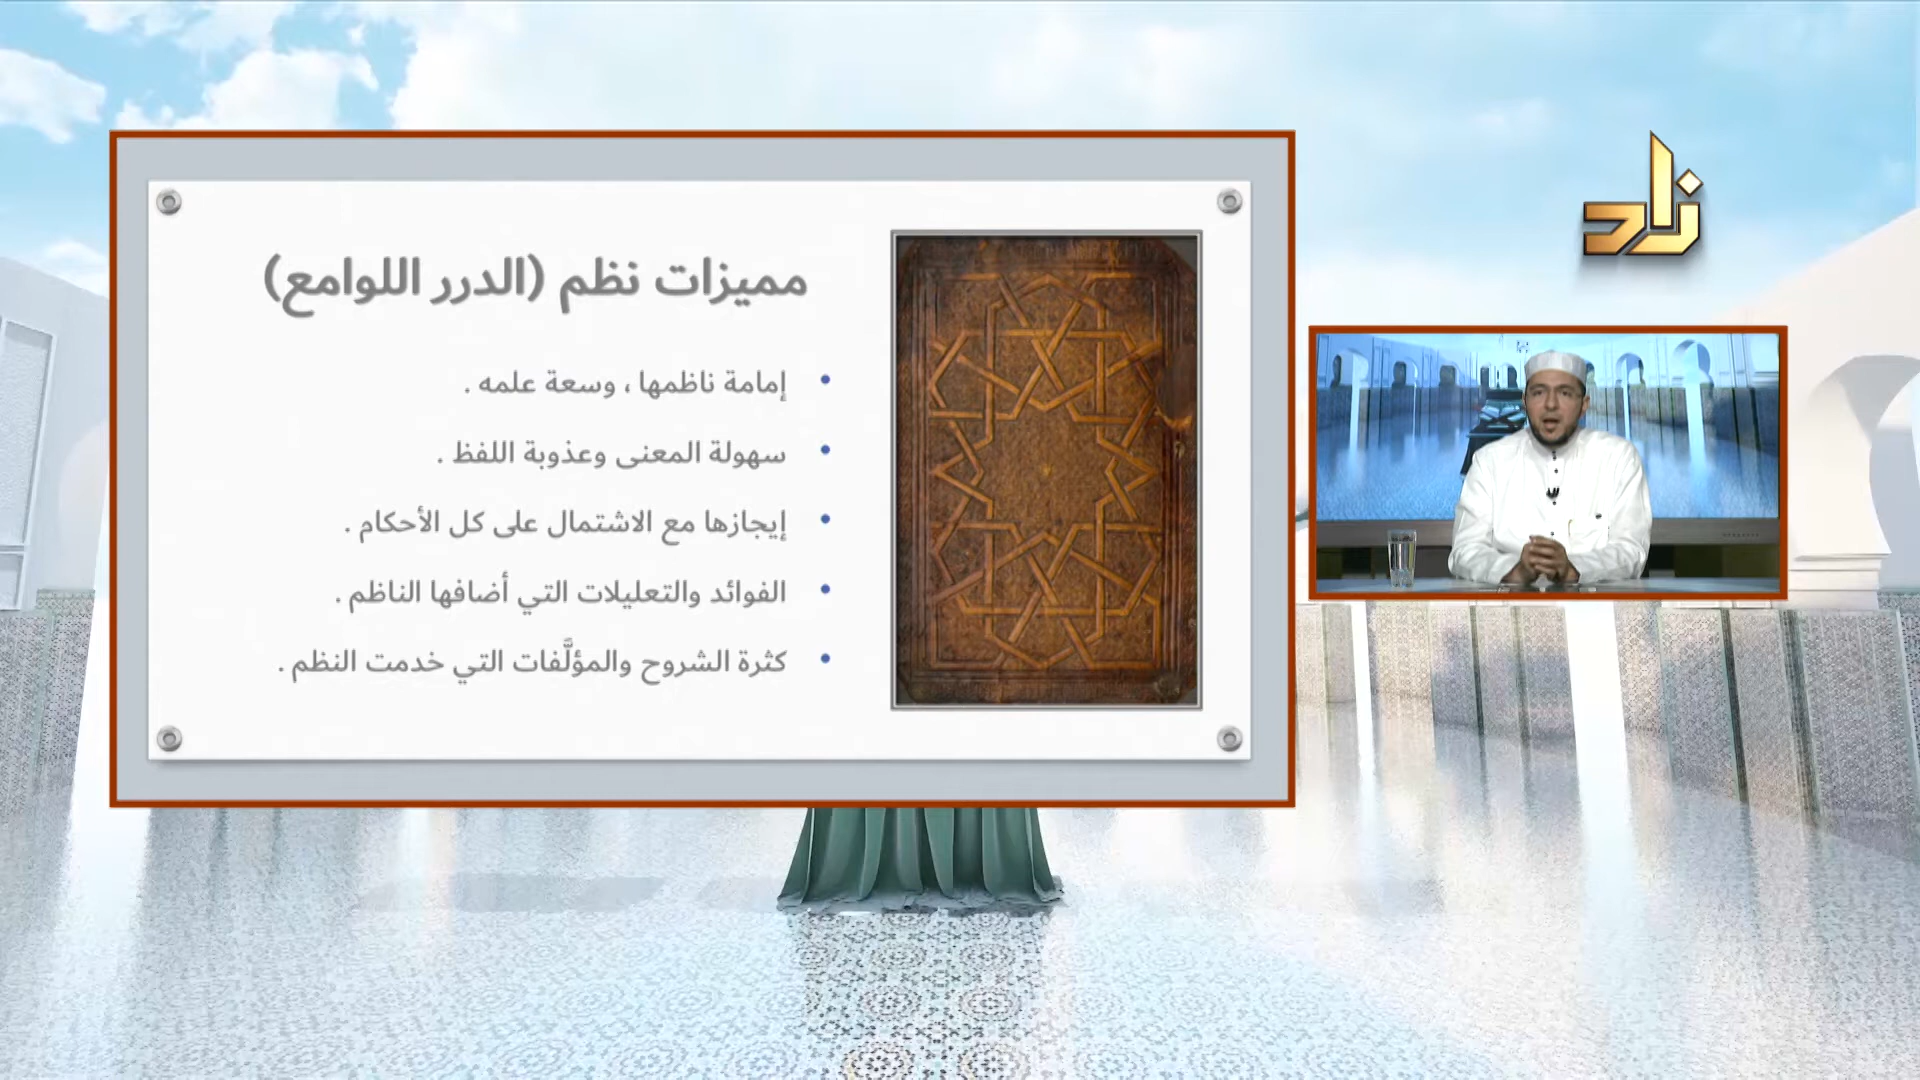 مميزات نظم (الدرر اللوامع)
• إمامة ناظمها ، وسعة علمه .
• سهولة المعنى وعذوبة اللفظ .
• إيجازها مع الاشتمال على كل الأحكام .
• الفوائد والتعليلات التي أضافها الناظم .
• كثرة الشروح والمؤلَّفات التي خدمت النظم .
زاد